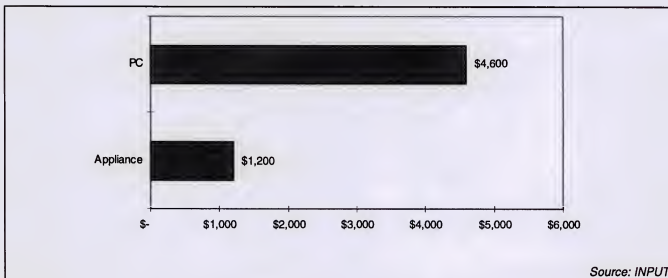 PC
$4,600
Appliance
$1,200
$- $1,000 $2,000 $3,000 $4,000 $5,000 $6,000
Source: INPUT